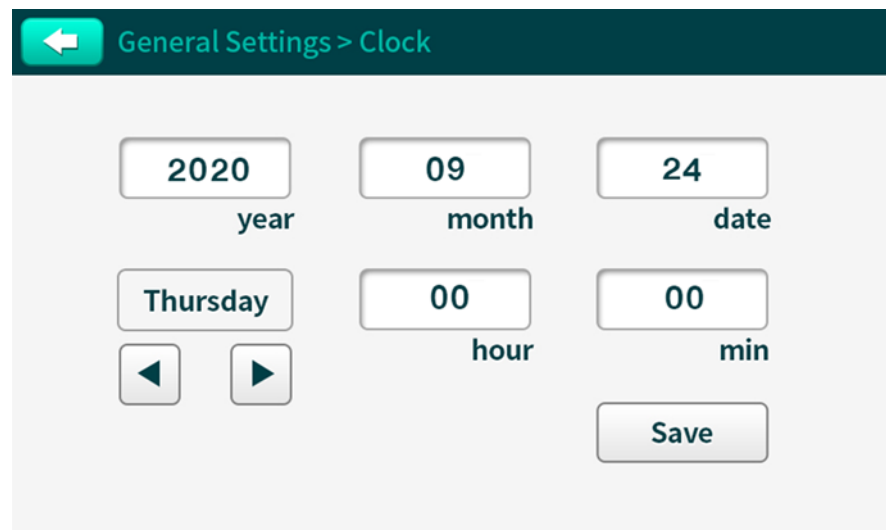 General Settings > Clock
2020 09 24
year month date
Thursday 00 00
hour min
Save